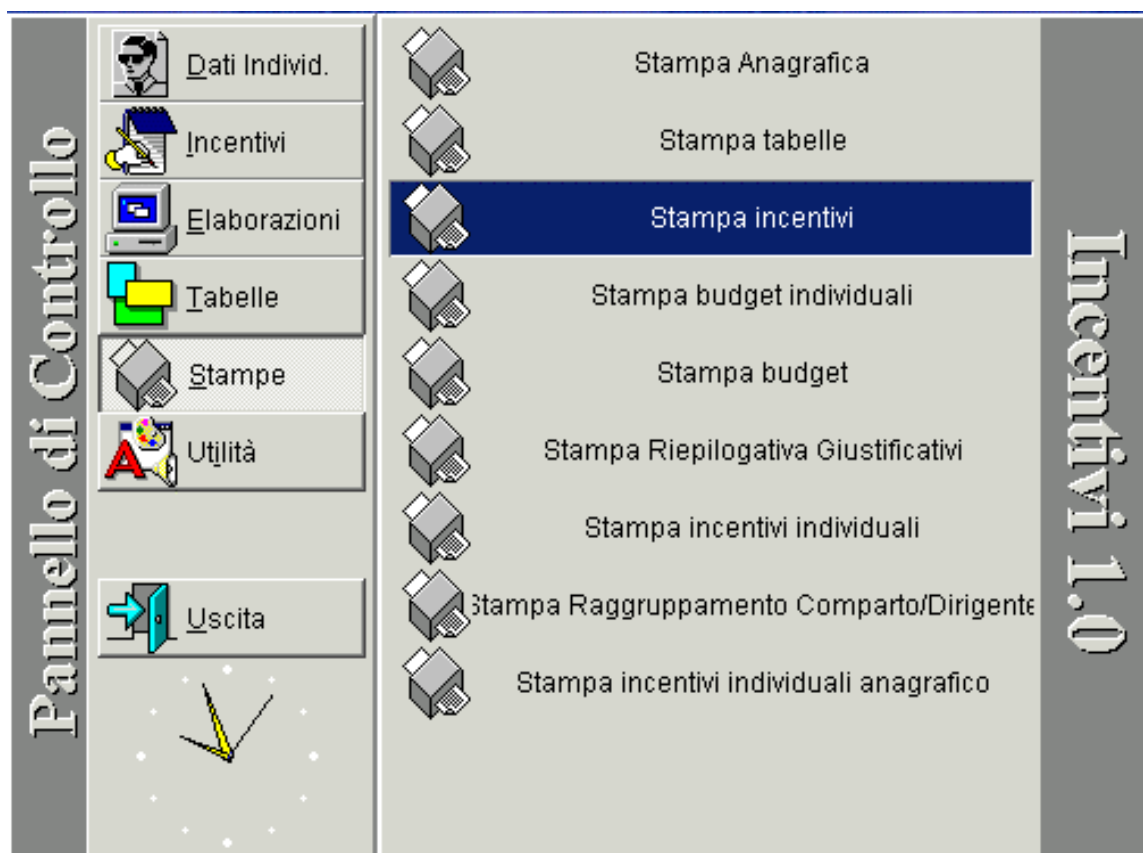 Pannello di Controllo
Dati Individ.
Incentivi
Elaborazioni
Tabelle
Stampe
Utilità
Uscita
Stampa Anagrafica
Stampa tabelle
Stampa incentivi
Stampa budget individuali
Stampa budget
Stampa Riepilogativa Giustificativi
Stampa incentivi individuali
Stampa Raggruppamento Comparto/Dirigente
Stampa incentivi individuali anagrafico
Incentivi 1.0